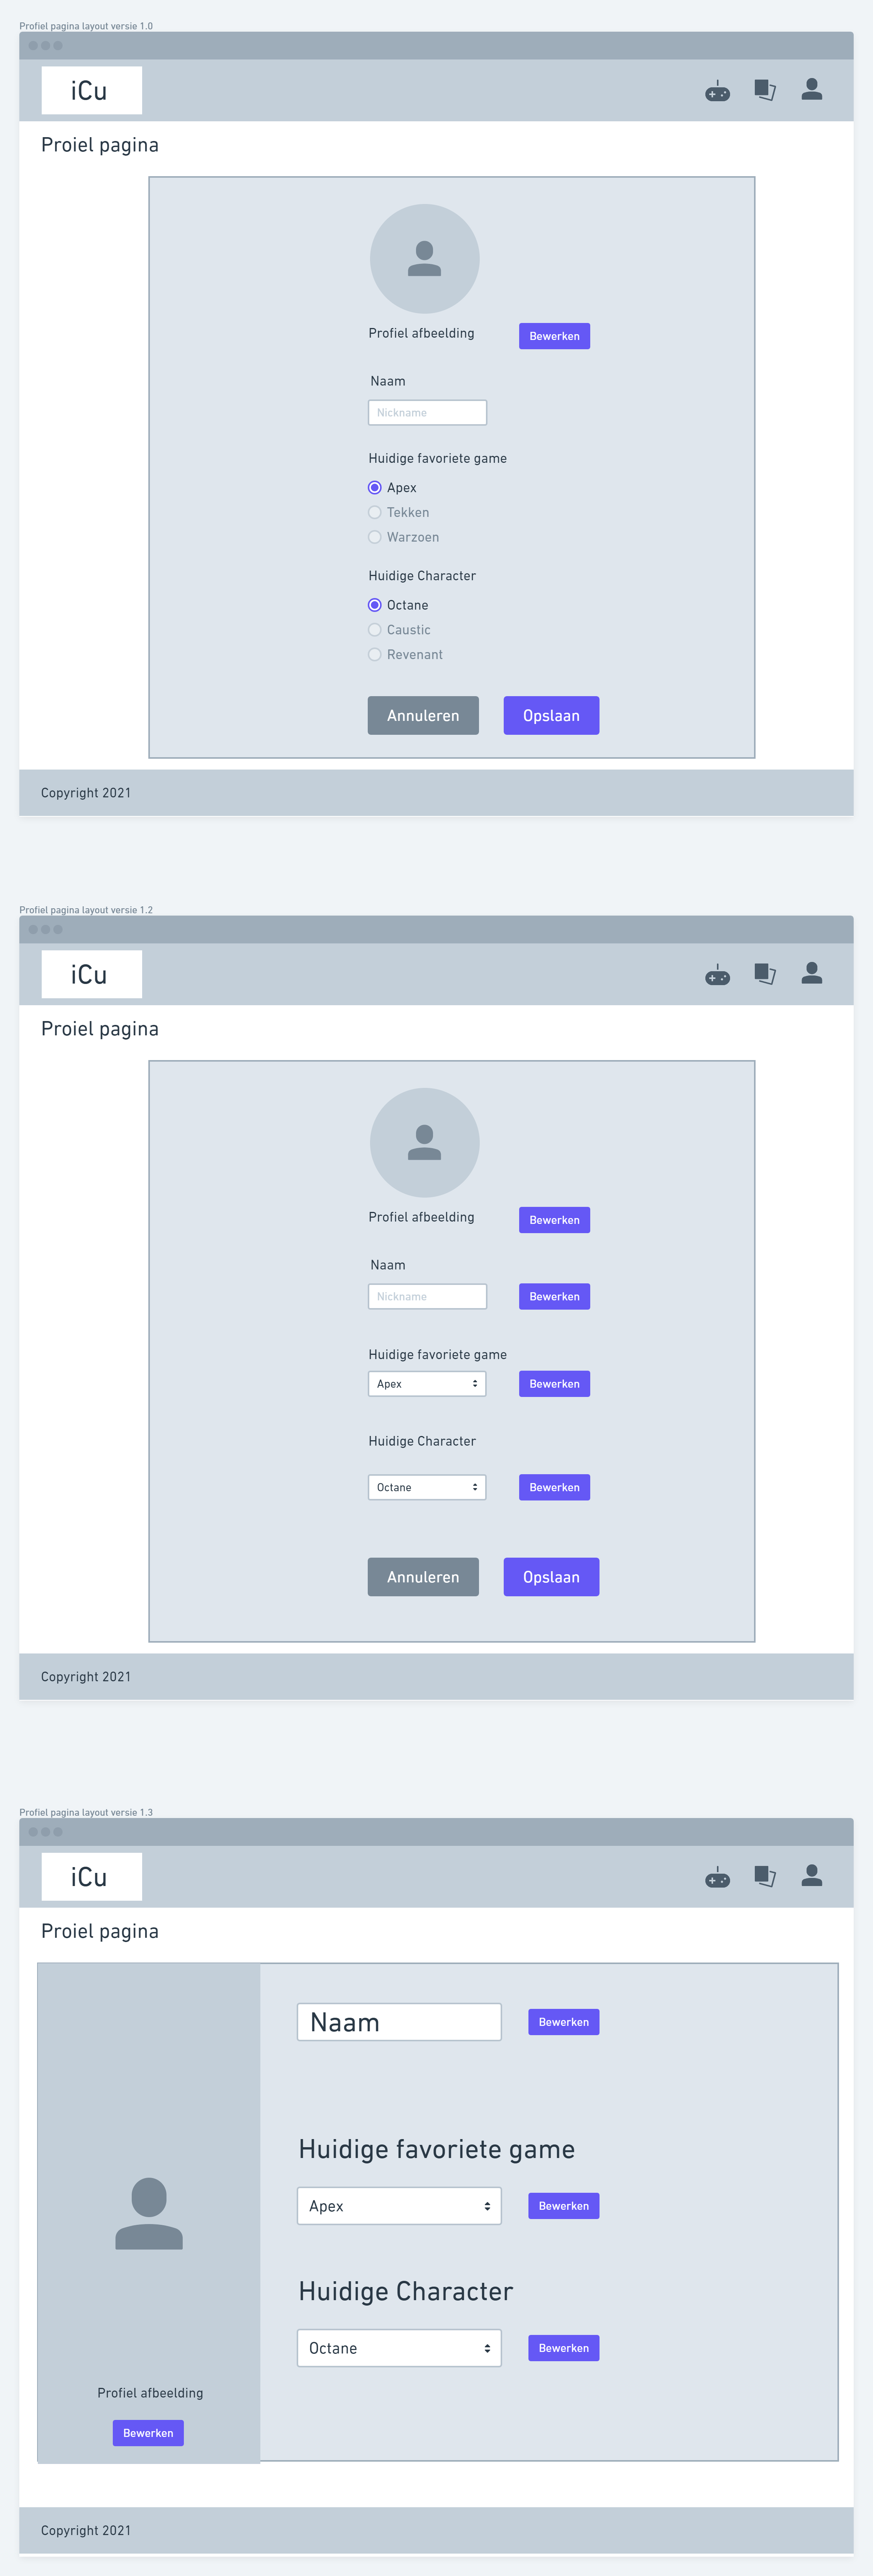 Profiel pagina layout versie 1.0
iCu
Proiel pagina
Profiel afbeelding
Bewerken
Naam
Nickname
Huidige favoriete game
Apex
Tekken
Warzoen
Huidige Character
Octane
Caustic
Revenant
Annuleren Opslaan
Copyright 2021
Profiel pagina layout versie 1.2
iCu
Proiel pagina
Profiel afbeelding
Bewerken
Naam
Nickname Bewerken
Huidige favoriete game
Apex Bewerken
Huidige Character
Octane Bewerken
Annuleren Opslaan
Copyright 2021
Profiel pagina layout versie 1.3
iCu
Proiel pagina
Naam Bewerken
Huidige favoriete game
Apex Bewerken
Huidige Character
Octane Bewerken
Profiel afbeelding
Bewerken
Copyright 2021